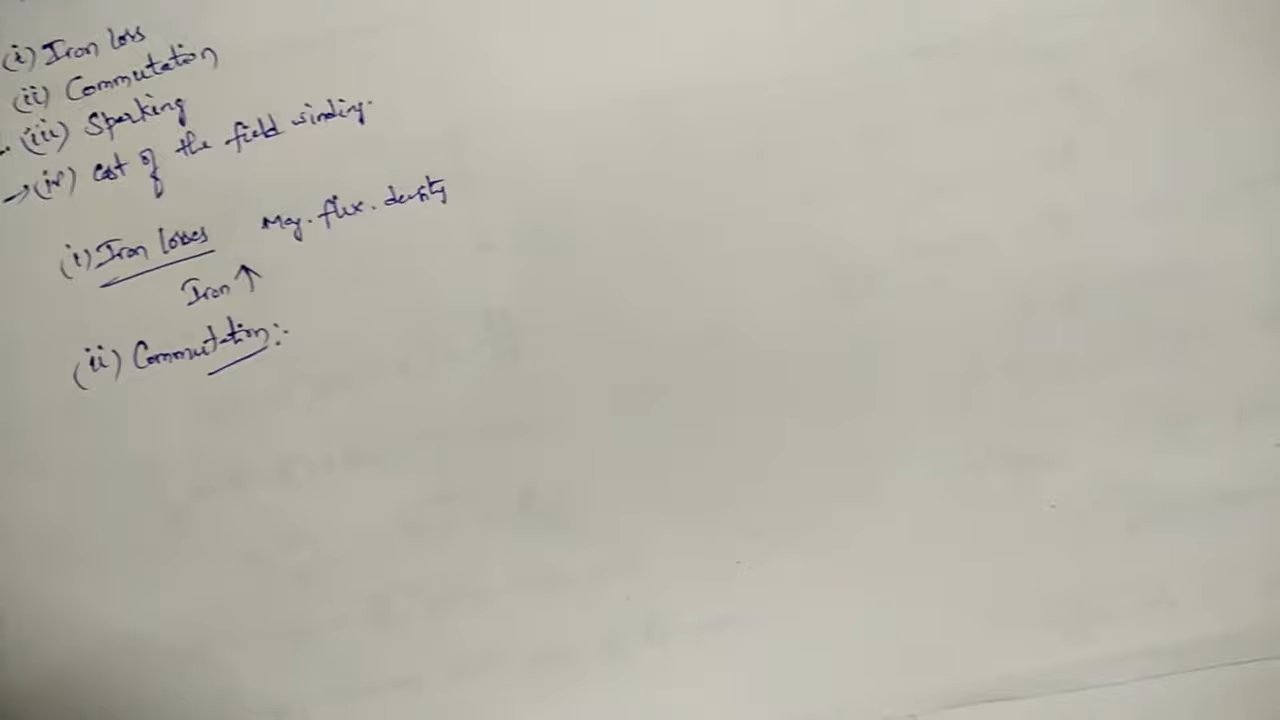 (i) Iron loss
(ii) Commutation
(iii) Sparking
→(iv) Cost of the field winding.
(i) Iron losses Mag. flux. density
Iron ↑
(ii) Commutation:-